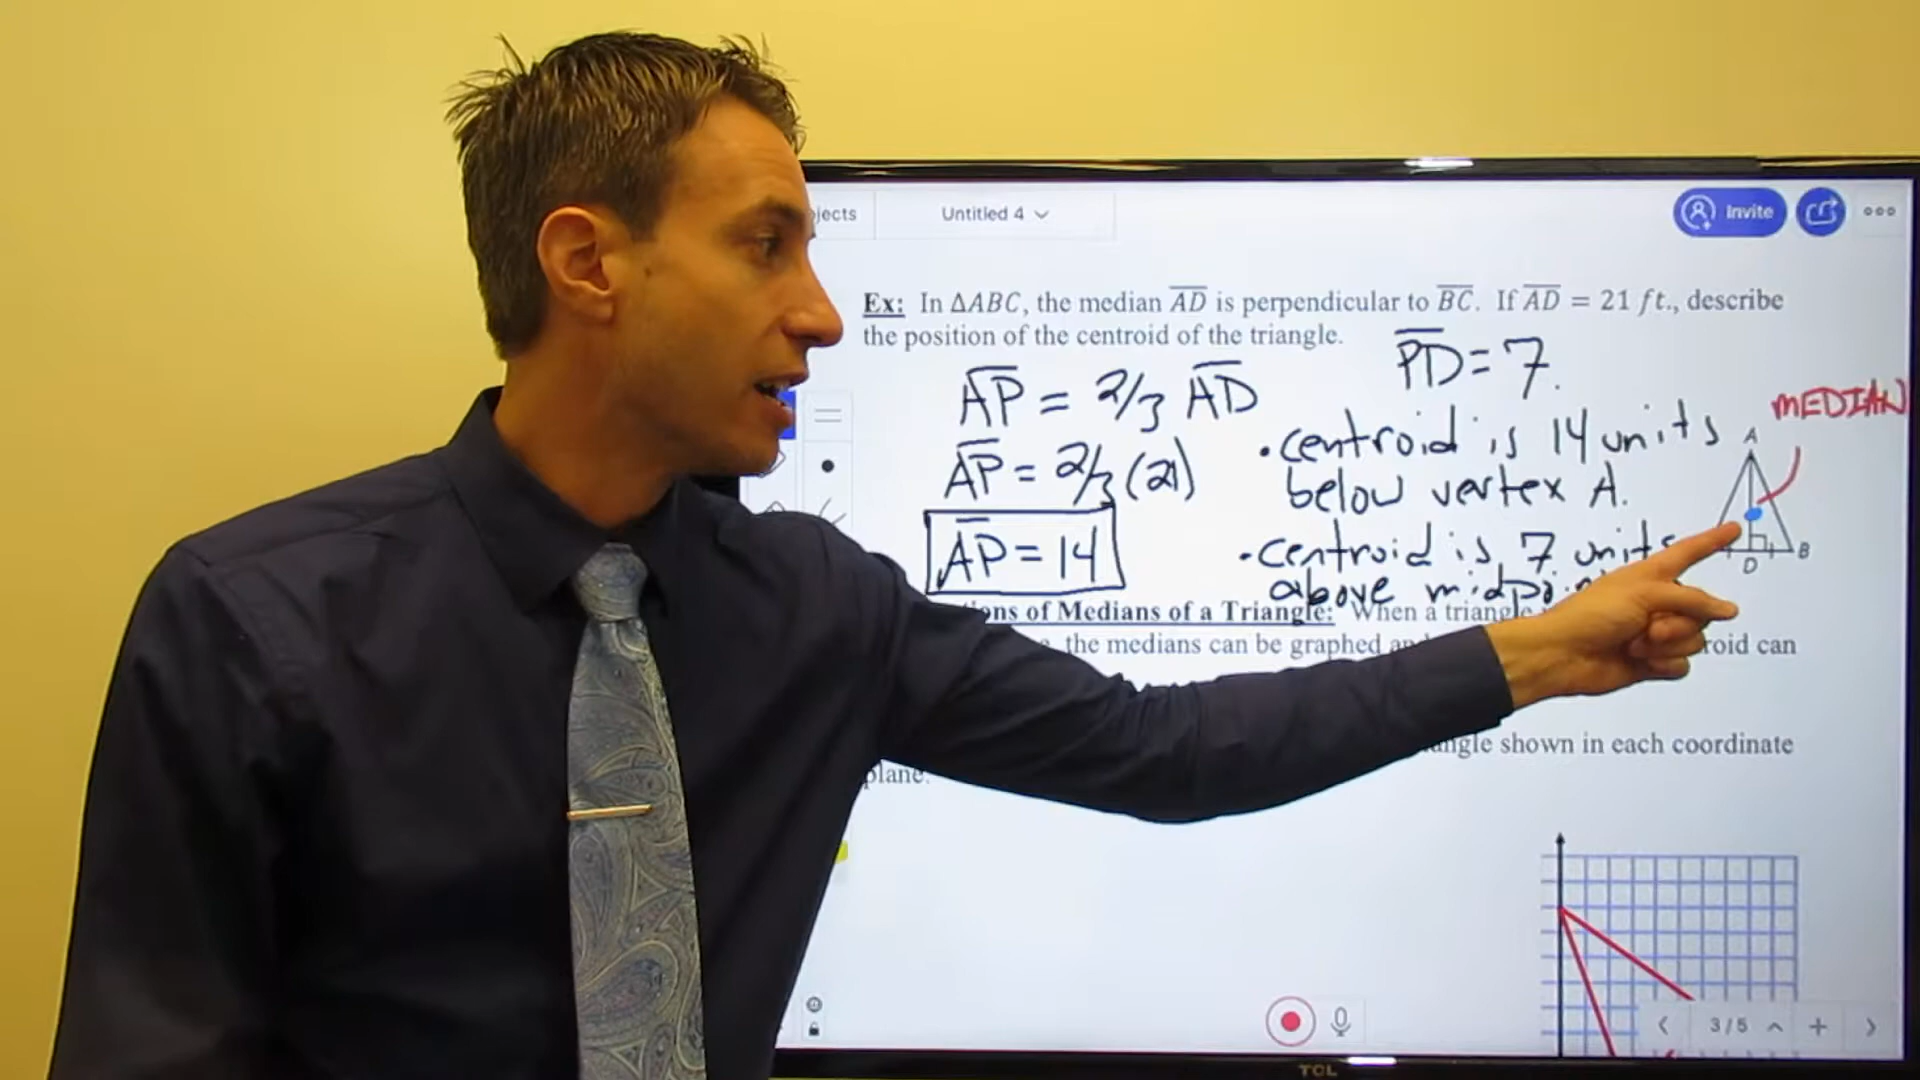 jects
Untitled 4
Invite
Ex: In ΔABC, the median AD is perpendicular to BC. If AD = 21 ft., describe
the position of the centroid of the triangle.
PD = 7.
AP = 2/3 AD
MEDIAN
• centroid is 14 units
A
AP = 2/3 (21)
below vertex A.
AP = 14
• centroid is 7 units
B
D
above
ons of Medians of a Triangle: When a triangle
the medians can be graphed
roid can
angle shown in each coordinate
plane.
3/5
TCL